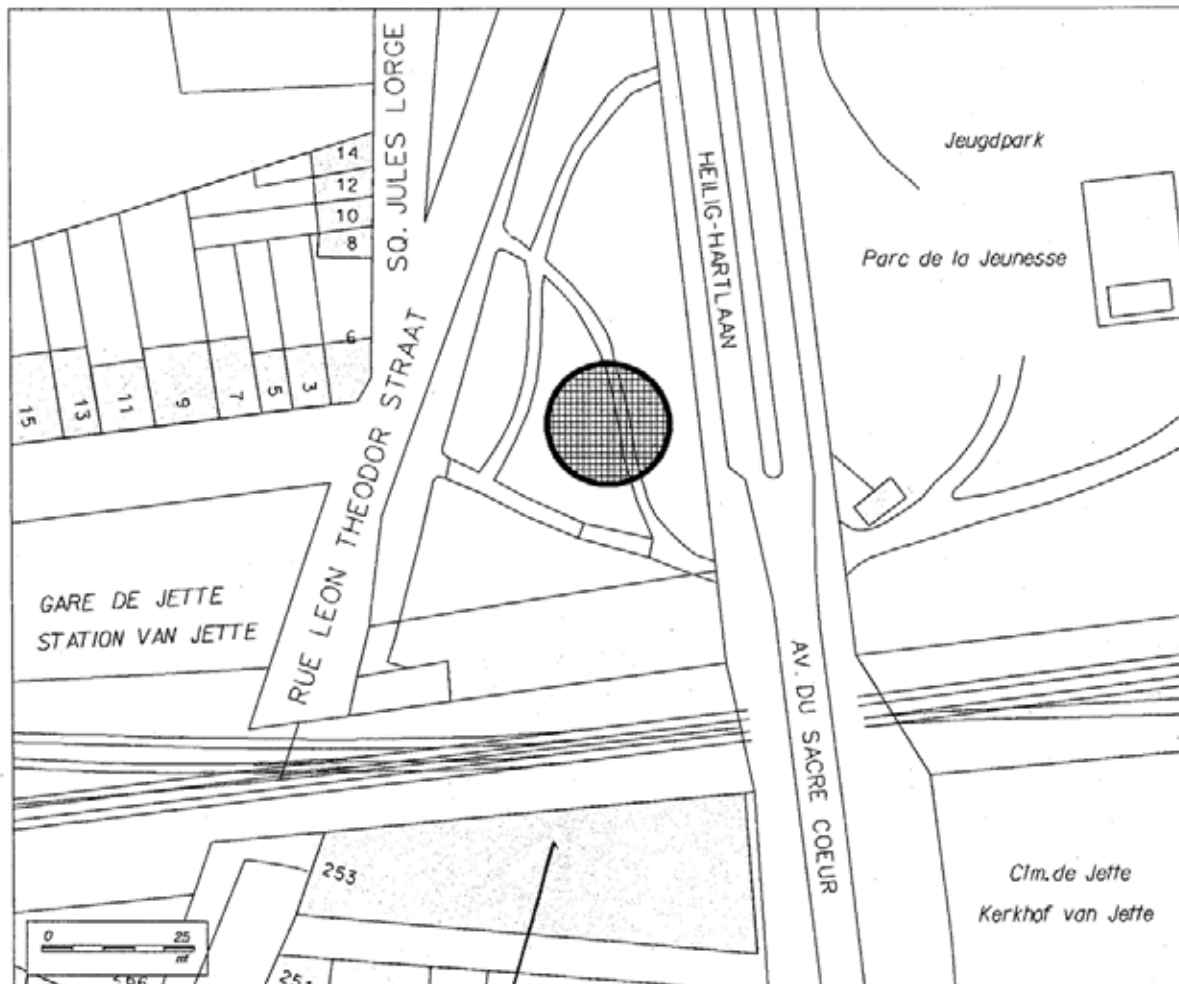 SQ. JULES LORGE
14
12
10
8
6
15
13
11
9
7
5
3
HEILIG-HARTLAAN
Jeugdpark
Parc de la Jeunesse
RUE LEON THEODOR STRAAT
GARE DE JETTE
STATION VAN JETTE
AV. DU SACRE COEUR
253
Cim. de Jette
Kerkhof van Jette
0 25